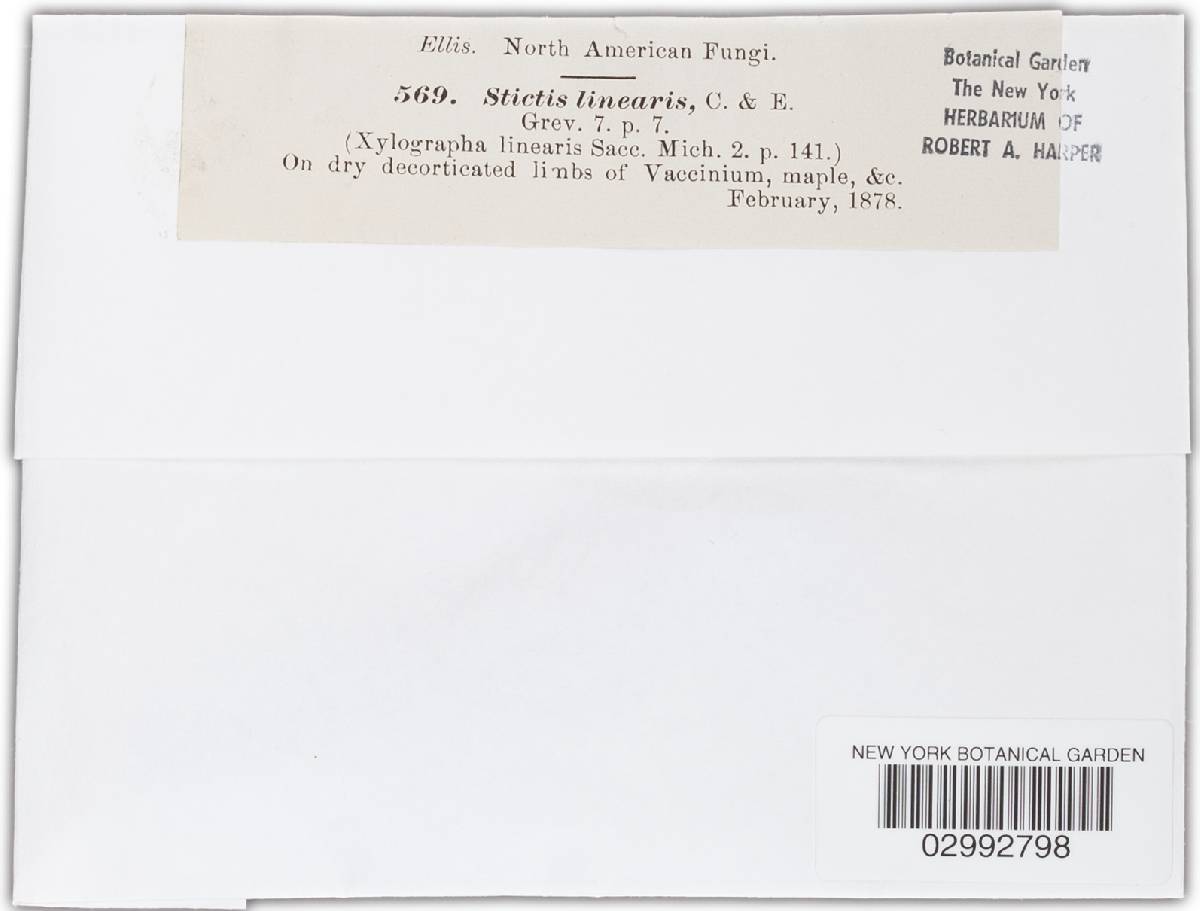 Ellis. North American Fungi.
569. Stictis linearis, C. & E.
Grev. 7. p. 7.
(Xylographa linearis Sacc. Mich. 2. p. 141.)
On dry decorticated limbs of Vaccinium, maple, &c.
February, 1878.
Botanical Garden
The New York
HERBARIUM OF
ROBERT A. HARPER
NEW YORK BOTANICAL GARDEN
02992798